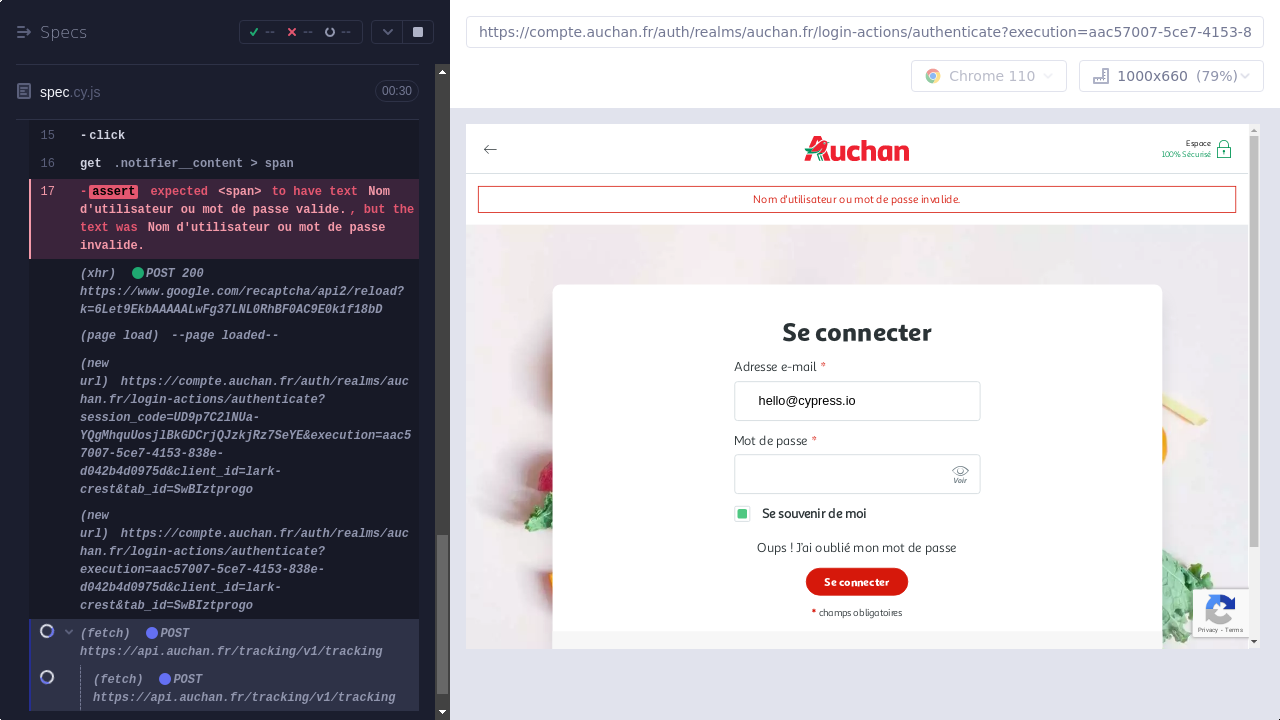 Specs
--
--
--
spec.cy.js
00:30
15 -click
16 get .notifier__content > span
17 -assert expected <span> to have text Nom
d'utilisateur ou mot de passe valide. , but the
text was Nom d'utilisateur ou mot de passe
invalide.
(xhr) POST 200
https://www.google.com/recaptcha/api2/reload?
k=6Let9EkbAAAAALwFg37LNL0RhBF0AC9E0k1f18bD
(page load) --page loaded--
(new
url) https://compte.auchan.fr/auth/realms/auc
han.fr/login-actions/authenticate?
session_code=UD9p7C2lNUa-
YQgMhquUosjlBkGDCrjQJzkjRz7SeYE&execution=aac5
7007-5ce7-4153-838e-
d042b4d0975d&client_id=lark-
crest&tab_id=SwBIztprogo
(new
url) https://compte.auchan.fr/auth/realms/auc
han.fr/login-actions/authenticate?
execution=aac57007-5ce7-4153-838e-
d042b4d0975d&client_id=lark-
crest&tab_id=SwBIztprogo
(fetch) POST
https://api.auchan.fr/tracking/v1/tracking
(fetch) POST
https://api.auchan.fr/tracking/v1/tracking
https://compte.auchan.fr/auth/realms/auchan.fr/login-actions/authenticate?execution=aac57007-5ce7-4153-8
Chrome 110
1000x660 (79%)
Auchan
Espace
100% Sécurisé
Nom d'utilisateur ou mot de passe invalide.
Se connecter
Adresse e-mail *
hello@cypress.io
Mot de passe *
Voir
Se souvenir de moi
Oups ! J'ai oublié mon mot de passe
Se connecter
* champs obligatoires
Privacy - Terms